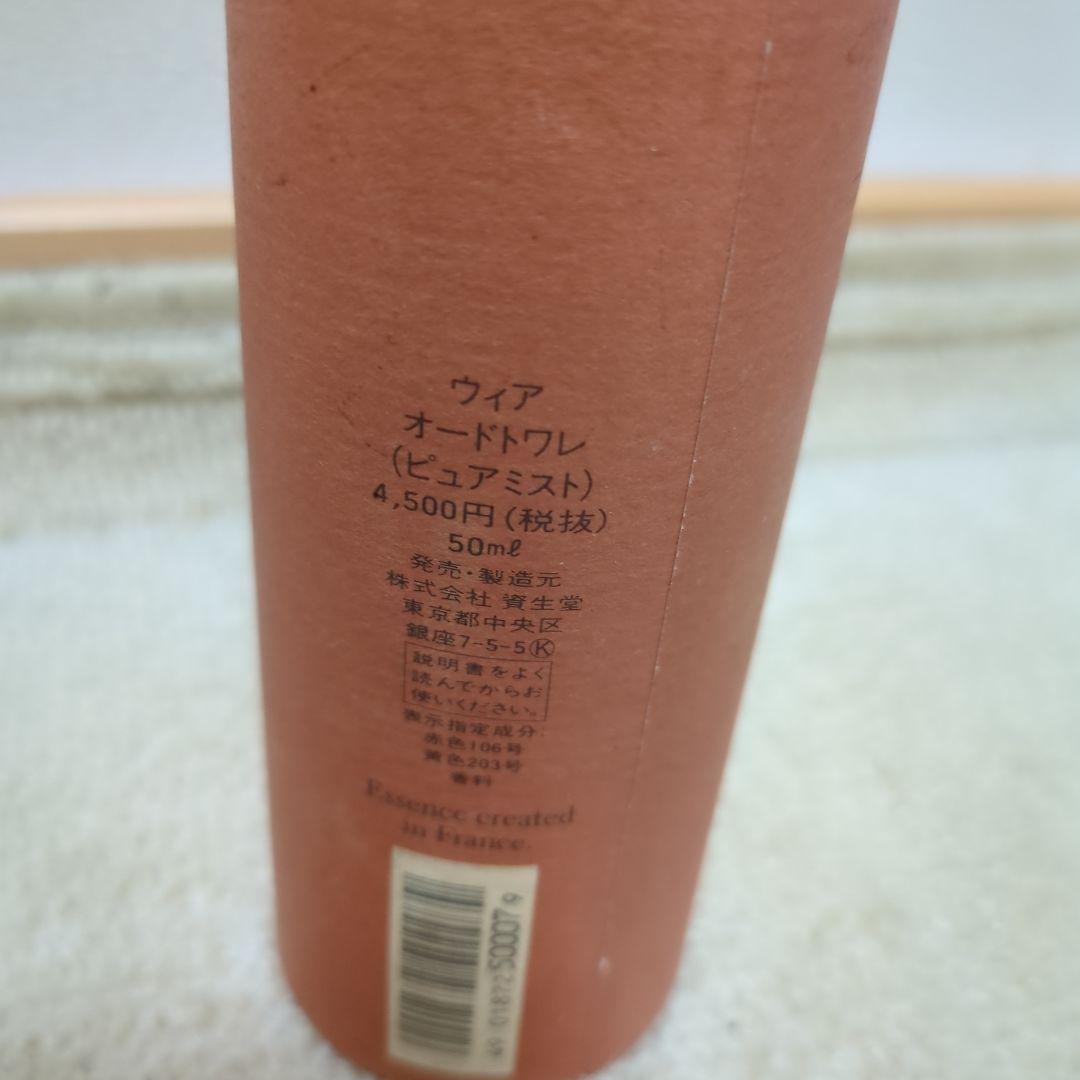 ウィア
オードトワレ
(ピュアミスト)
4,500円(税抜)
50mℓ
発売・製造元
株式会社 資生堂
東京都中央区
銀座7-5-5Ⓚ
説明書をよく
読んでからお
使いください。
表示指定成分:
赤色106号
黄色203号
香料
Essence created
in France.
4901872500079